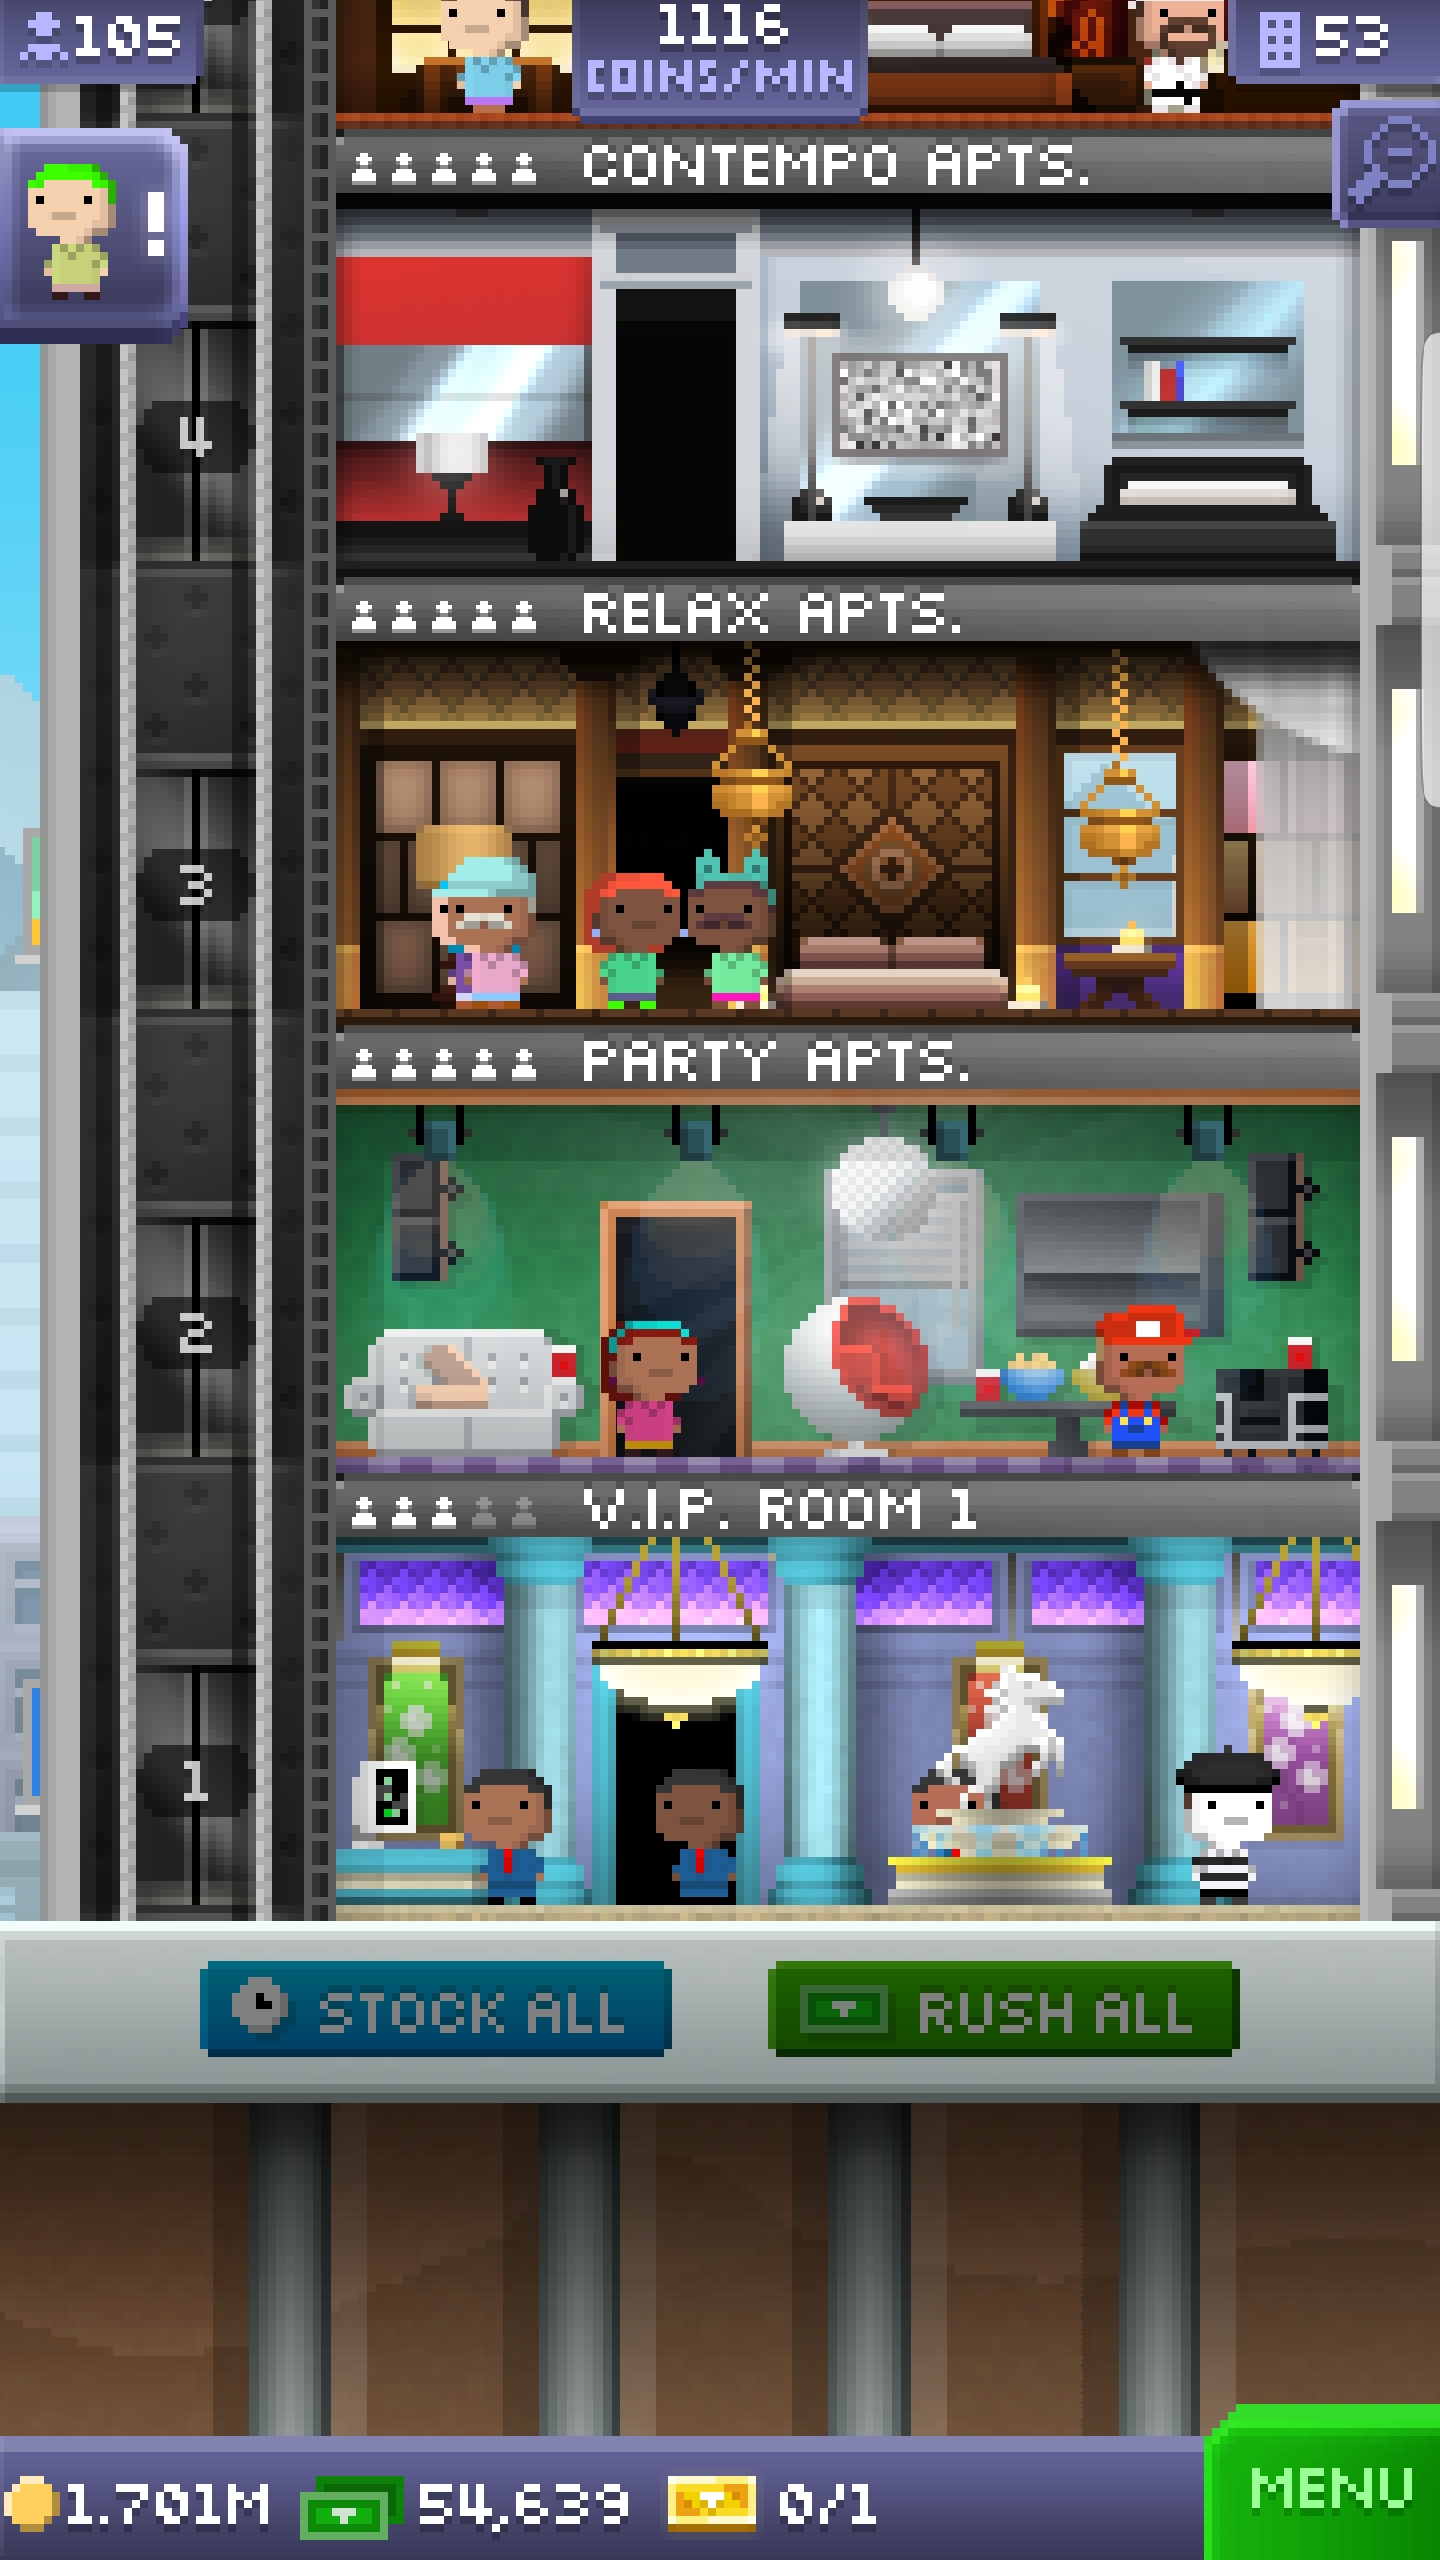 105
1116
COINS/MIN
53
CONTEMPO APTS.
!
4
RELAX APTS.
3
PARTY APTS.
2
V.I.P. ROOM 1
1
STOCK ALL
RUSH ALL
1.701M
54,639
0/1
MENU